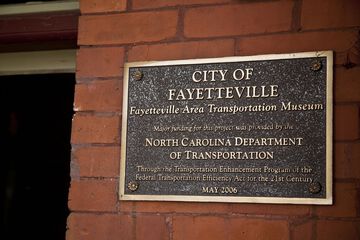 CITY OF
FAYETTEVILLE
Fayetteville Area Transportation Museum
Major funding for this project was provided by the
NORTH CAROLINA DEPARTMENT
OF TRANSPORTATION
Through the Transportation Enhancement Program of the
Federal Transportation Efficiency Act for the 21st Century
MAY 2006